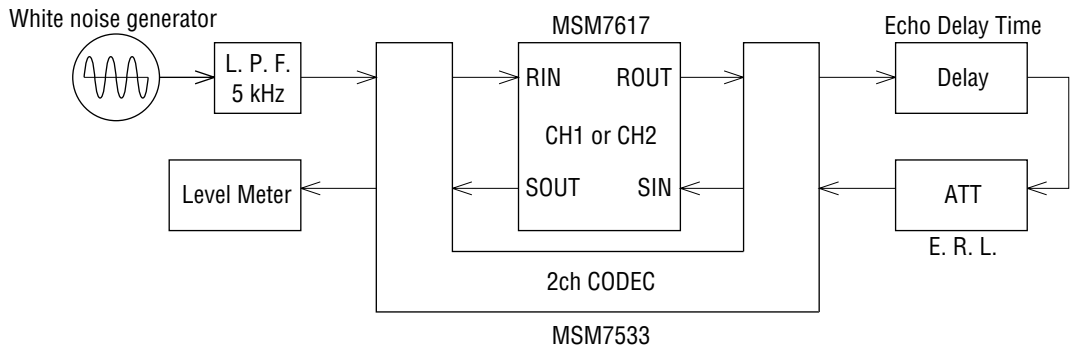 White noise generator
L. P. F.
5 kHz
MSM7617
RIN
ROUT
CH1 or CH2
SOUT
SIN
Echo Delay Time
Delay
Level Meter
ATT
E. R. L.
2ch CODEC
MSM7533